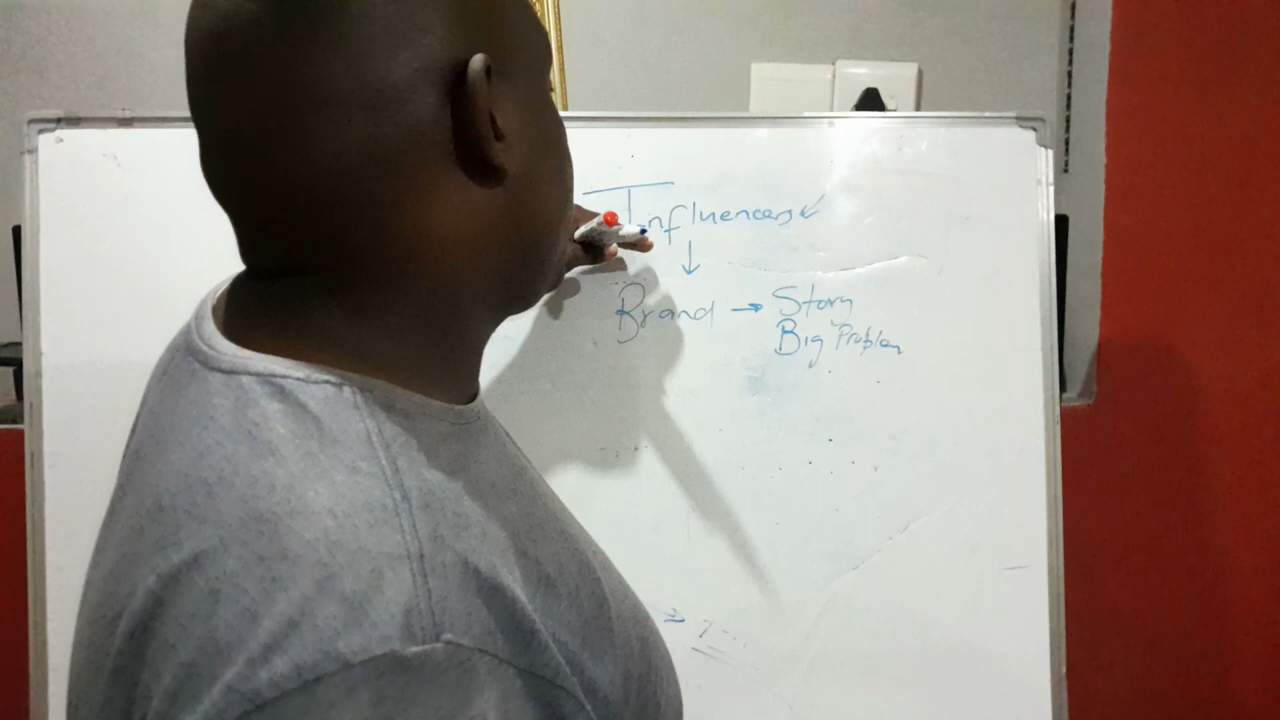 Influencers ↙
↓
Brand → Story
Big Problem